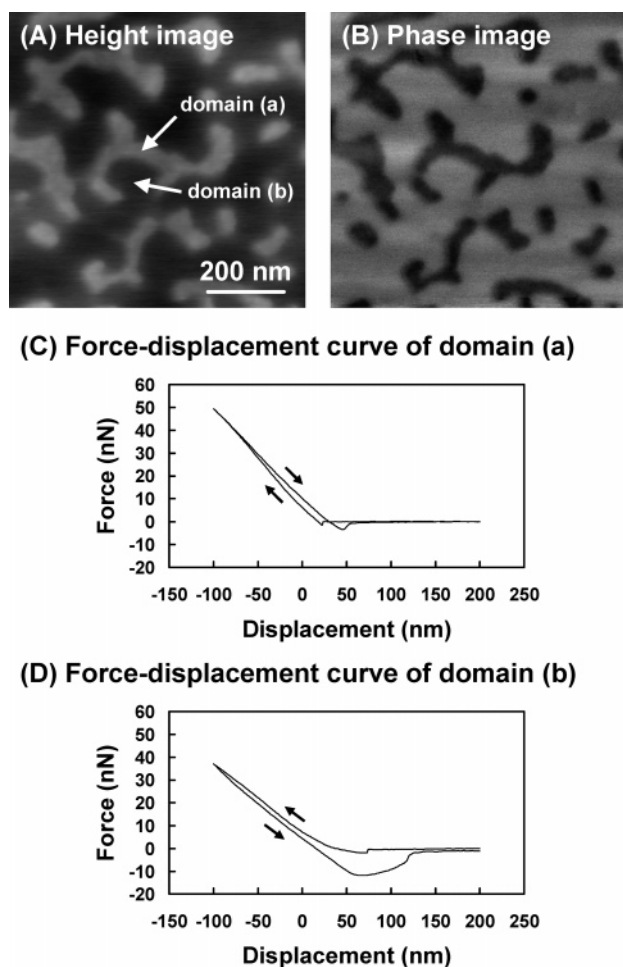 (A) Height image
(B) Phase image
domain (a)
domain (b)
200 nm
(C) Force-displacement curve of domain (a)
60
50
40
30
20
10
0
-10
-20
Force (nN)
-150 -100 -50 0 50 100 150 200 250
Displacement (nm)
(D) Force-displacement curve of domain (b)
60
50
40
30
20
10
0
-10
-20
Force (nN)
-150 -100 -50 0 50 100 150 200 250
Displacement (nm)